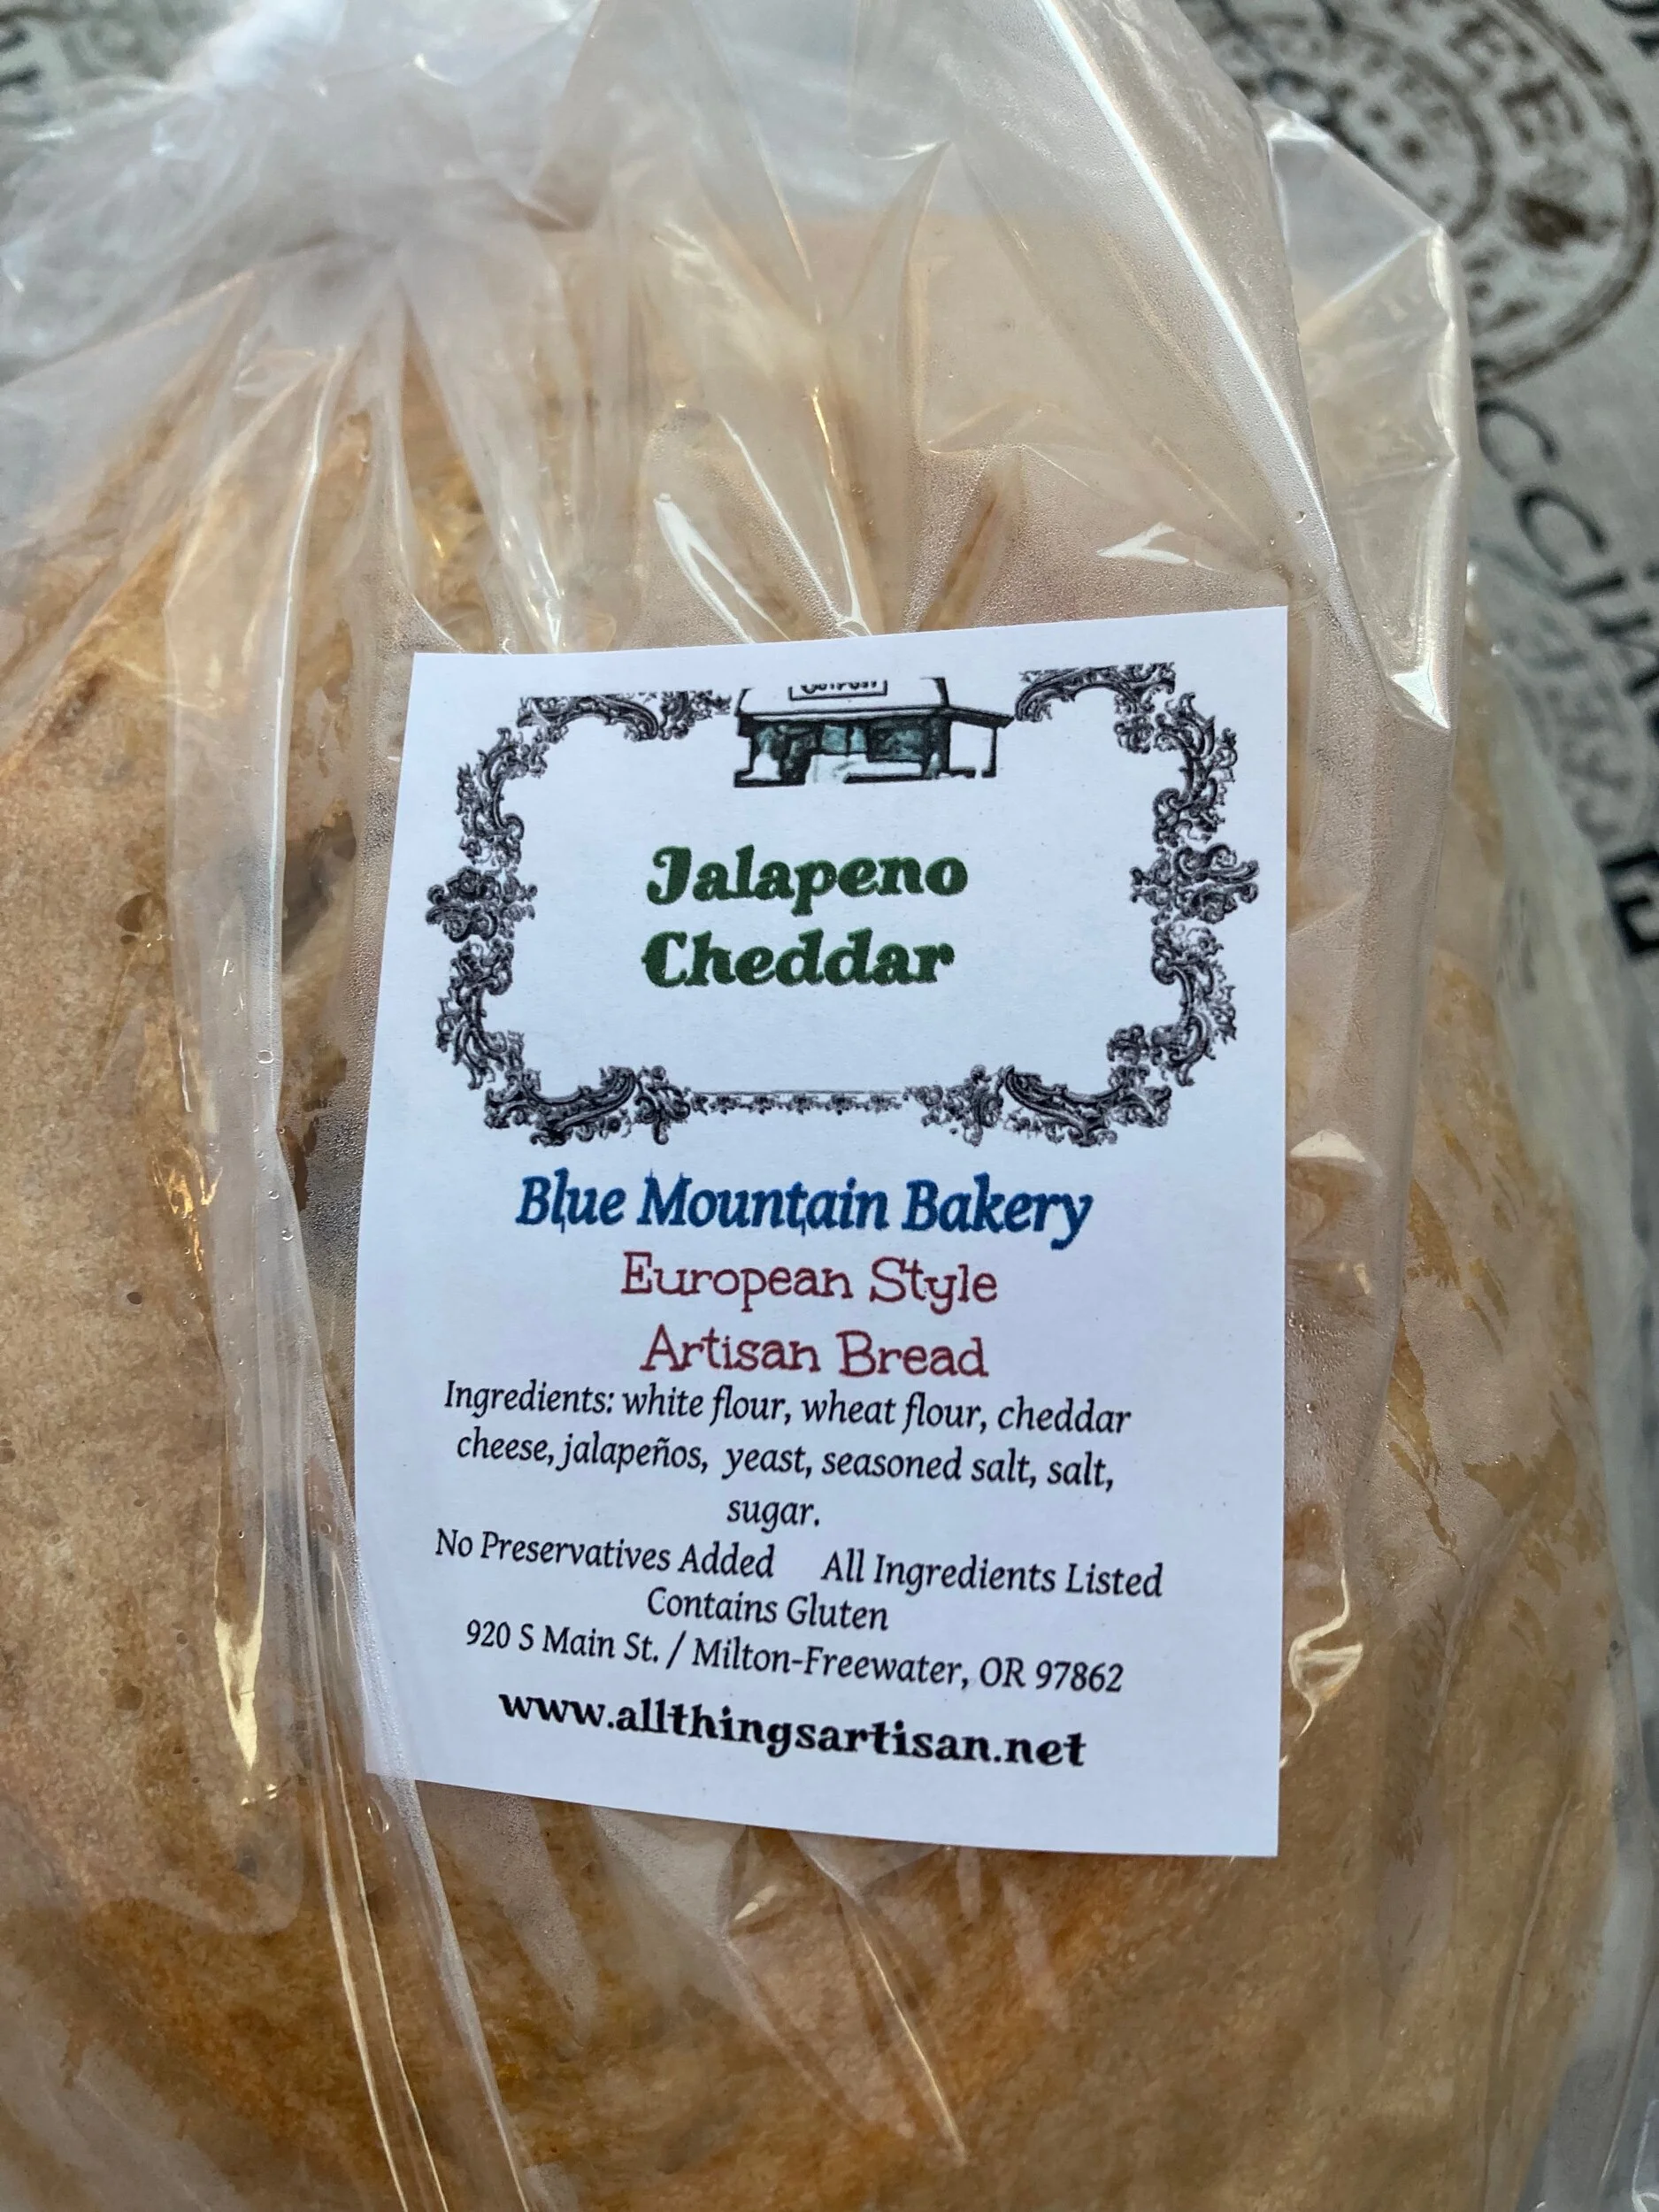 OUTPOST
Jalapeno
Cheddar
Blue Mountain Bakery
European Style
Artisan Bread
Ingredients: white flour, wheat flour, cheddar
cheese, jalapeños, yeast, seasoned salt, salt,
sugar.
No Preservatives Added All Ingredients Listed
Contains Gluten
920 S Main St. / Milton-Freewater, OR 97862
www.allthingsartisan.net